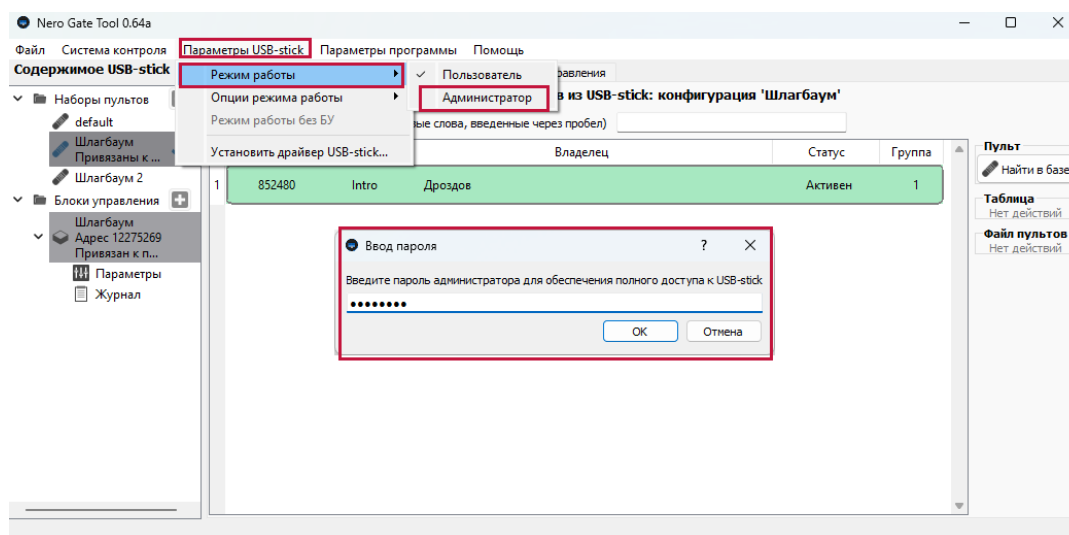 Nero Gate Tool 0.64a
Файл Система контроля Параметры USB-stick Параметры программы Помощь
Содержимое USB-stick
Наборы пультов
default
Шлагбаум
Привязаны к ...
Шлагбаум 2
Блоки управления
Шлагбаум
Адрес 12275269
Привязан к п...
Параметры
Журнал
Режим работы
Опции режима работы
Режим работы без БУ
Установить драйвер USB-stick...
Пользователь
Администратор
в из USB-stick: конфигурация 'Шлагбаум'
слова, введенные через пробел)
Владелец Статус Группа
1 852480 Intro Дроздов Активен 1
Ввод пароля ?
Введите пароль администратора для обеспечения полного доступа к USB-stick
••••••••
OK Отмена
Пульт
Найти в базе
Таблица
Нет действий
Файл пультов
Нет действий